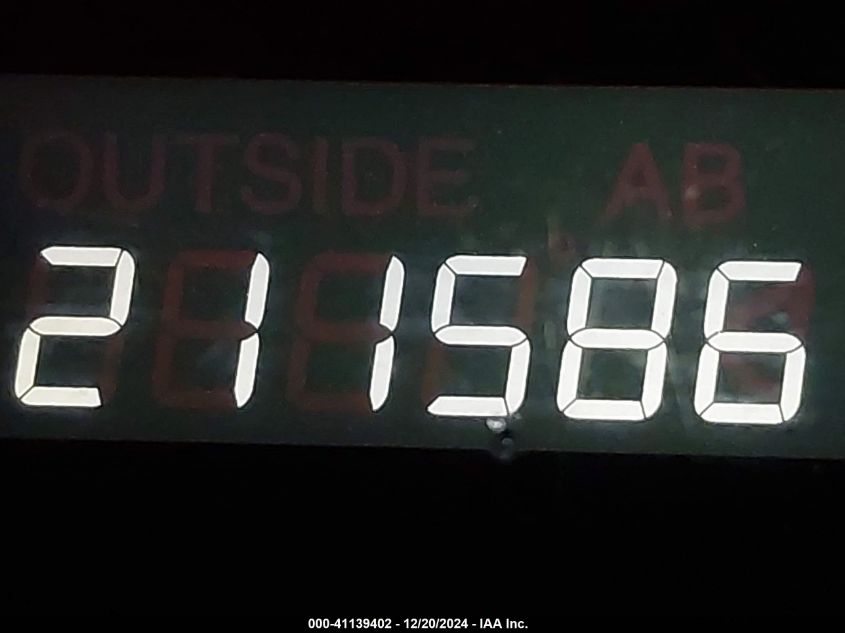 OUTSIDE AB
211586
000-41139402 - 12/20/2024 - IAA Inc.